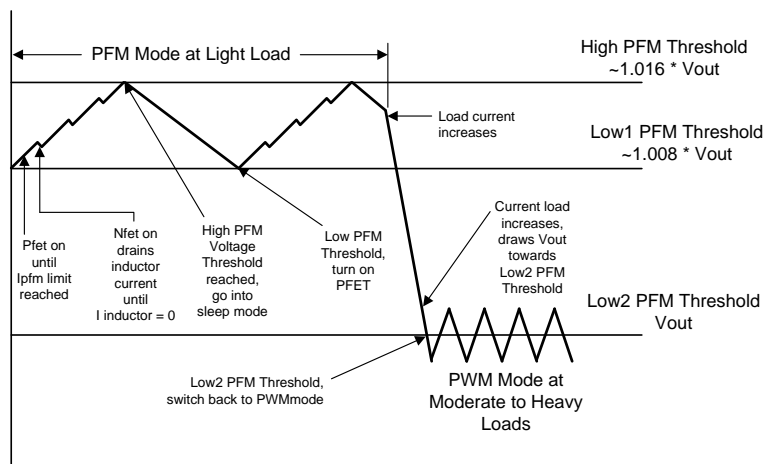 PFM Mode at Light Load
High PFM Threshold
~1.016 * Vout
Load current
increases
Low1 PFM Threshold
~1.008 * Vout
Pfet on
until
Ipfm limit
reached
Nfet on
drains
inductor
current
until
I inductor = 0
High PFM
Voltage
Threshold
reached,
go into
sleep mode
Low PFM
Threshold,
turn on
PFET
Current load
increases,
draws Vout
towards
Low2 PFM
Threshold
Low2 PFM Threshold
Vout
Low2 PFM Threshold,
switch back to PWMmode
PWM Mode at
Moderate to Heavy
Loads